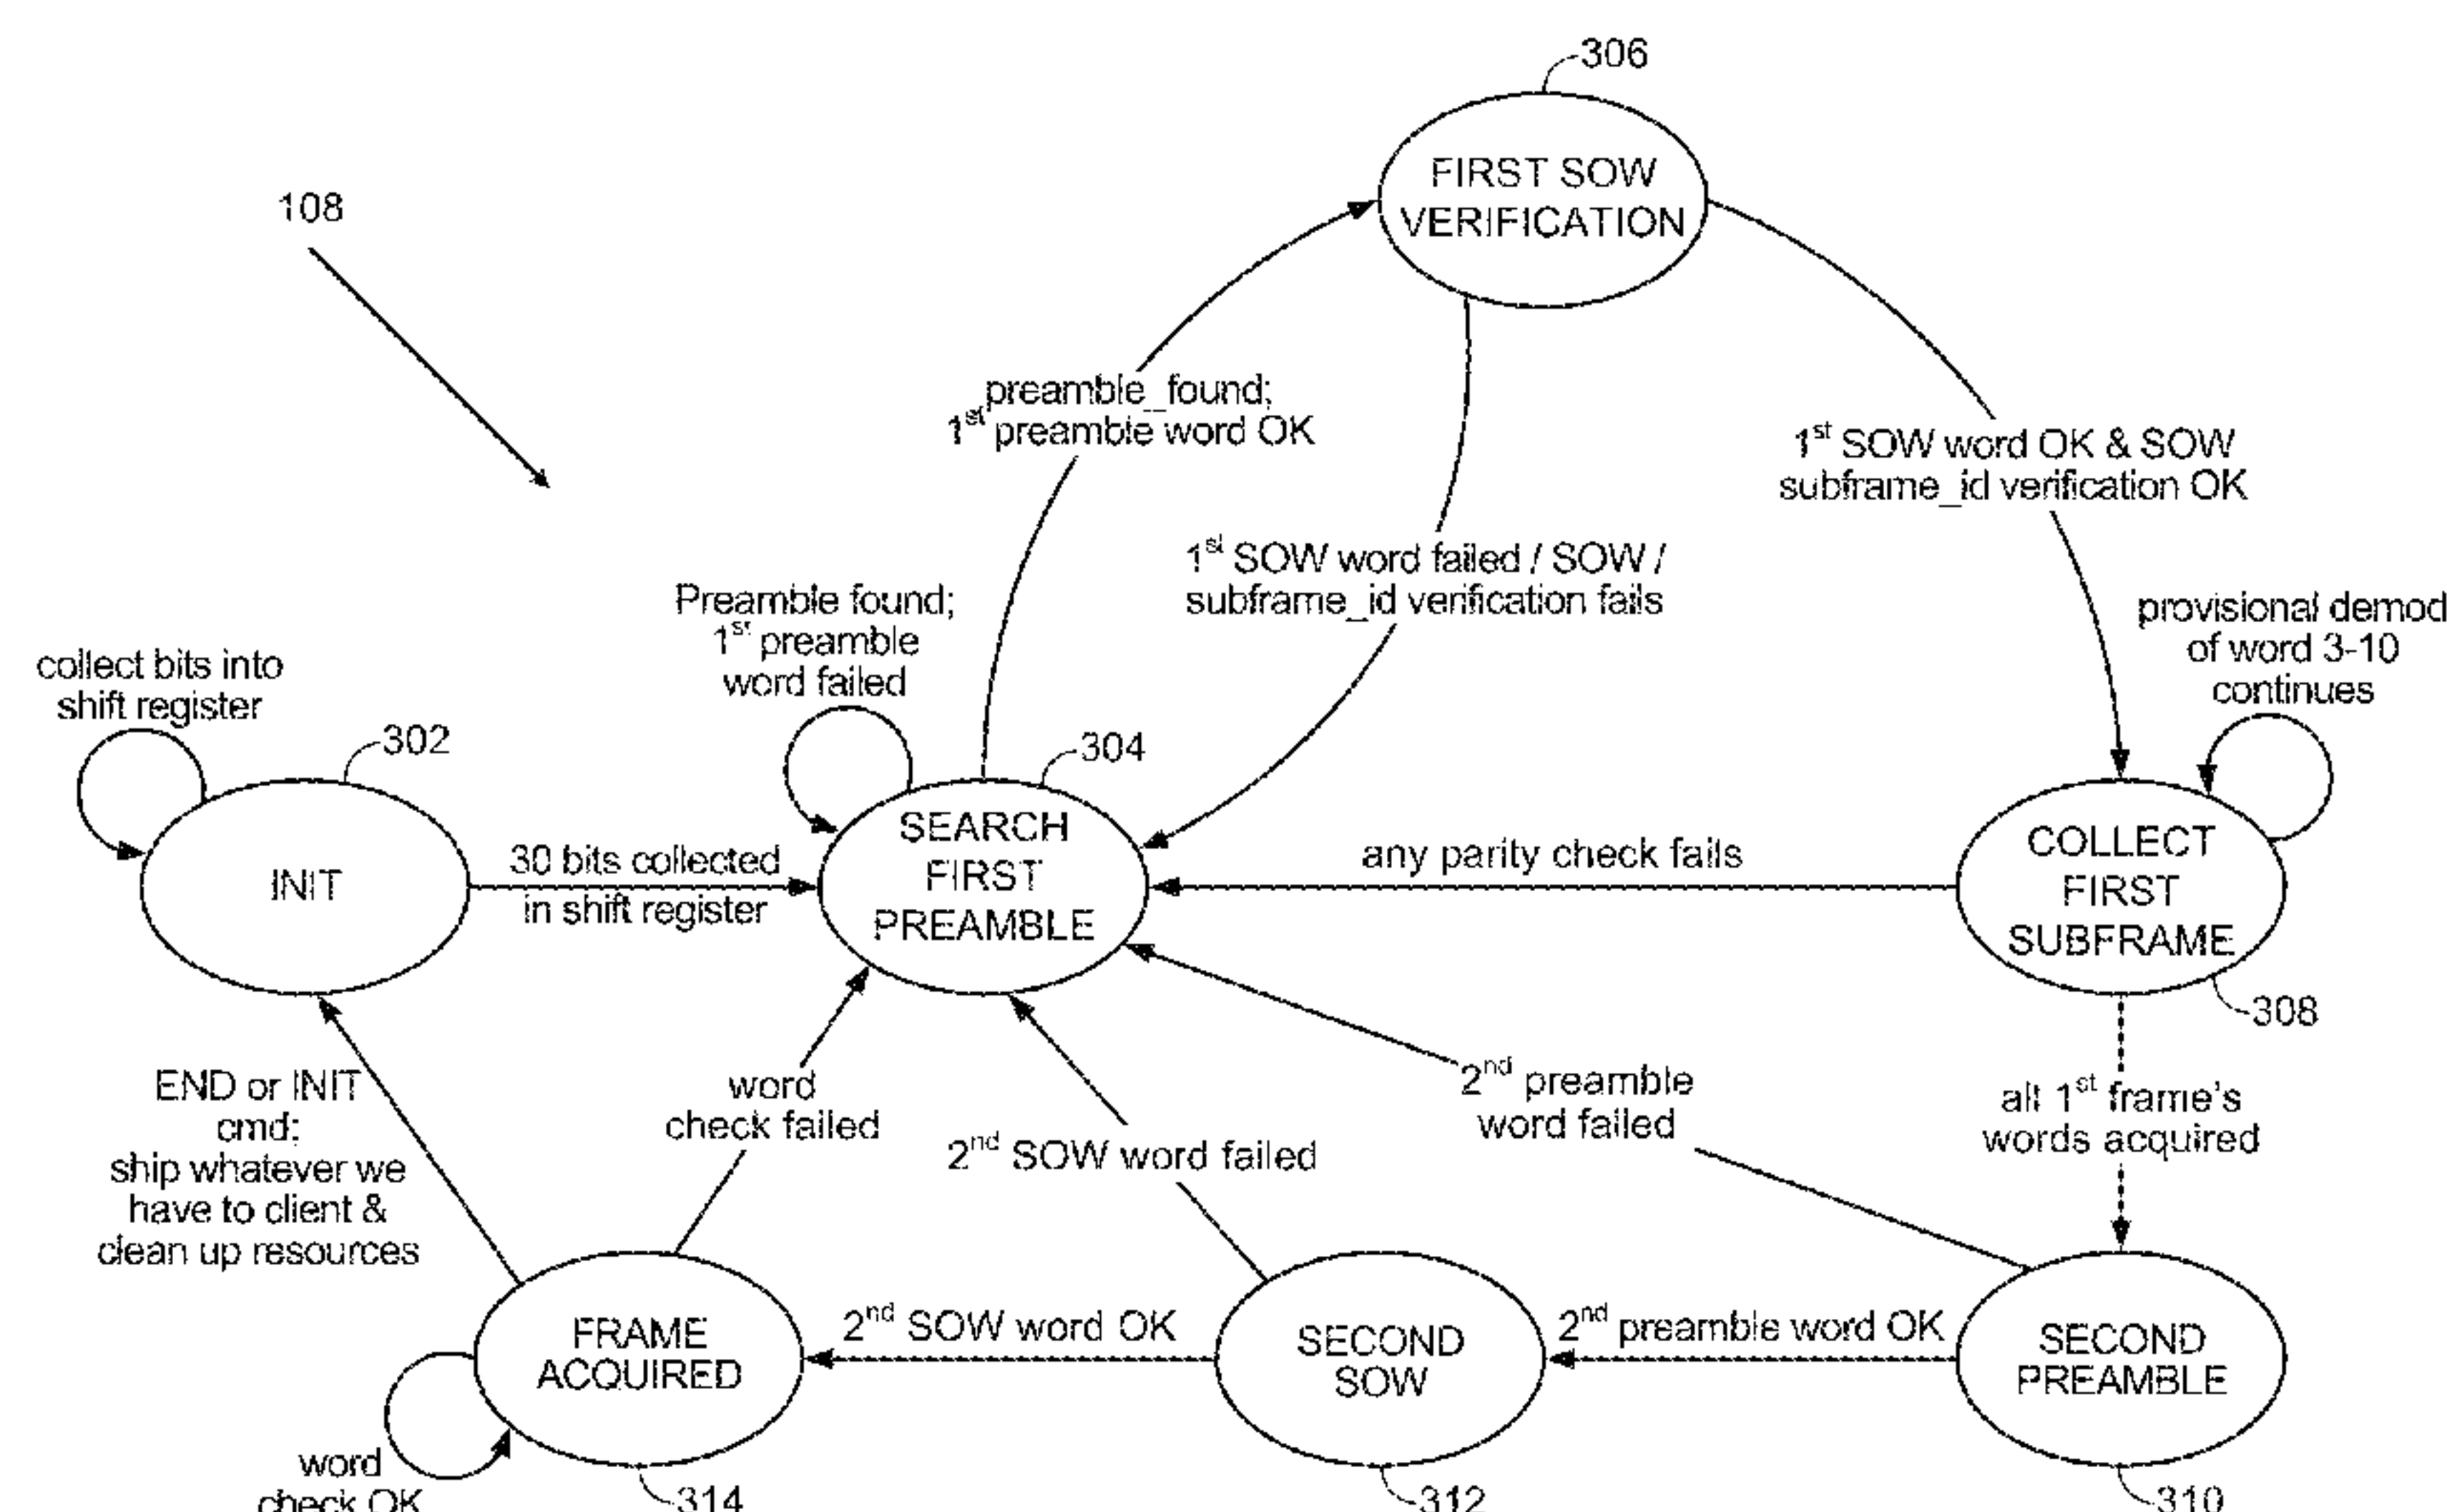 306
FIRST SOW
VERIFICATION
108
preamble_found;
1st preamble word OK
1st SOW word OK & SOW
subframe_id verification OK
1st SOW word failed / SOW /
subframe_id verification fails
Preamble found;
1st preamble
word failed
provisional demod
of word 3-10
continues
collect bits into
shift register
302
304
INIT
30 bits collected
in shift register
SEARCH
FIRST
PREAMBLE
any parity check fails
COLLECT
FIRST
SUBFRAME
308
END or INIT
cmd;
ship whatever we
have to client &
clean up resources
word
check failed
2nd SOW word failed
2nd preamble
word failed
all 1st frame's
words acquired
FRAME
ACQUIRED
2nd SOW word OK
SECOND
SOW
2nd preamble word OK
SECOND
PREAMBLE
word
check OK
314
312
310